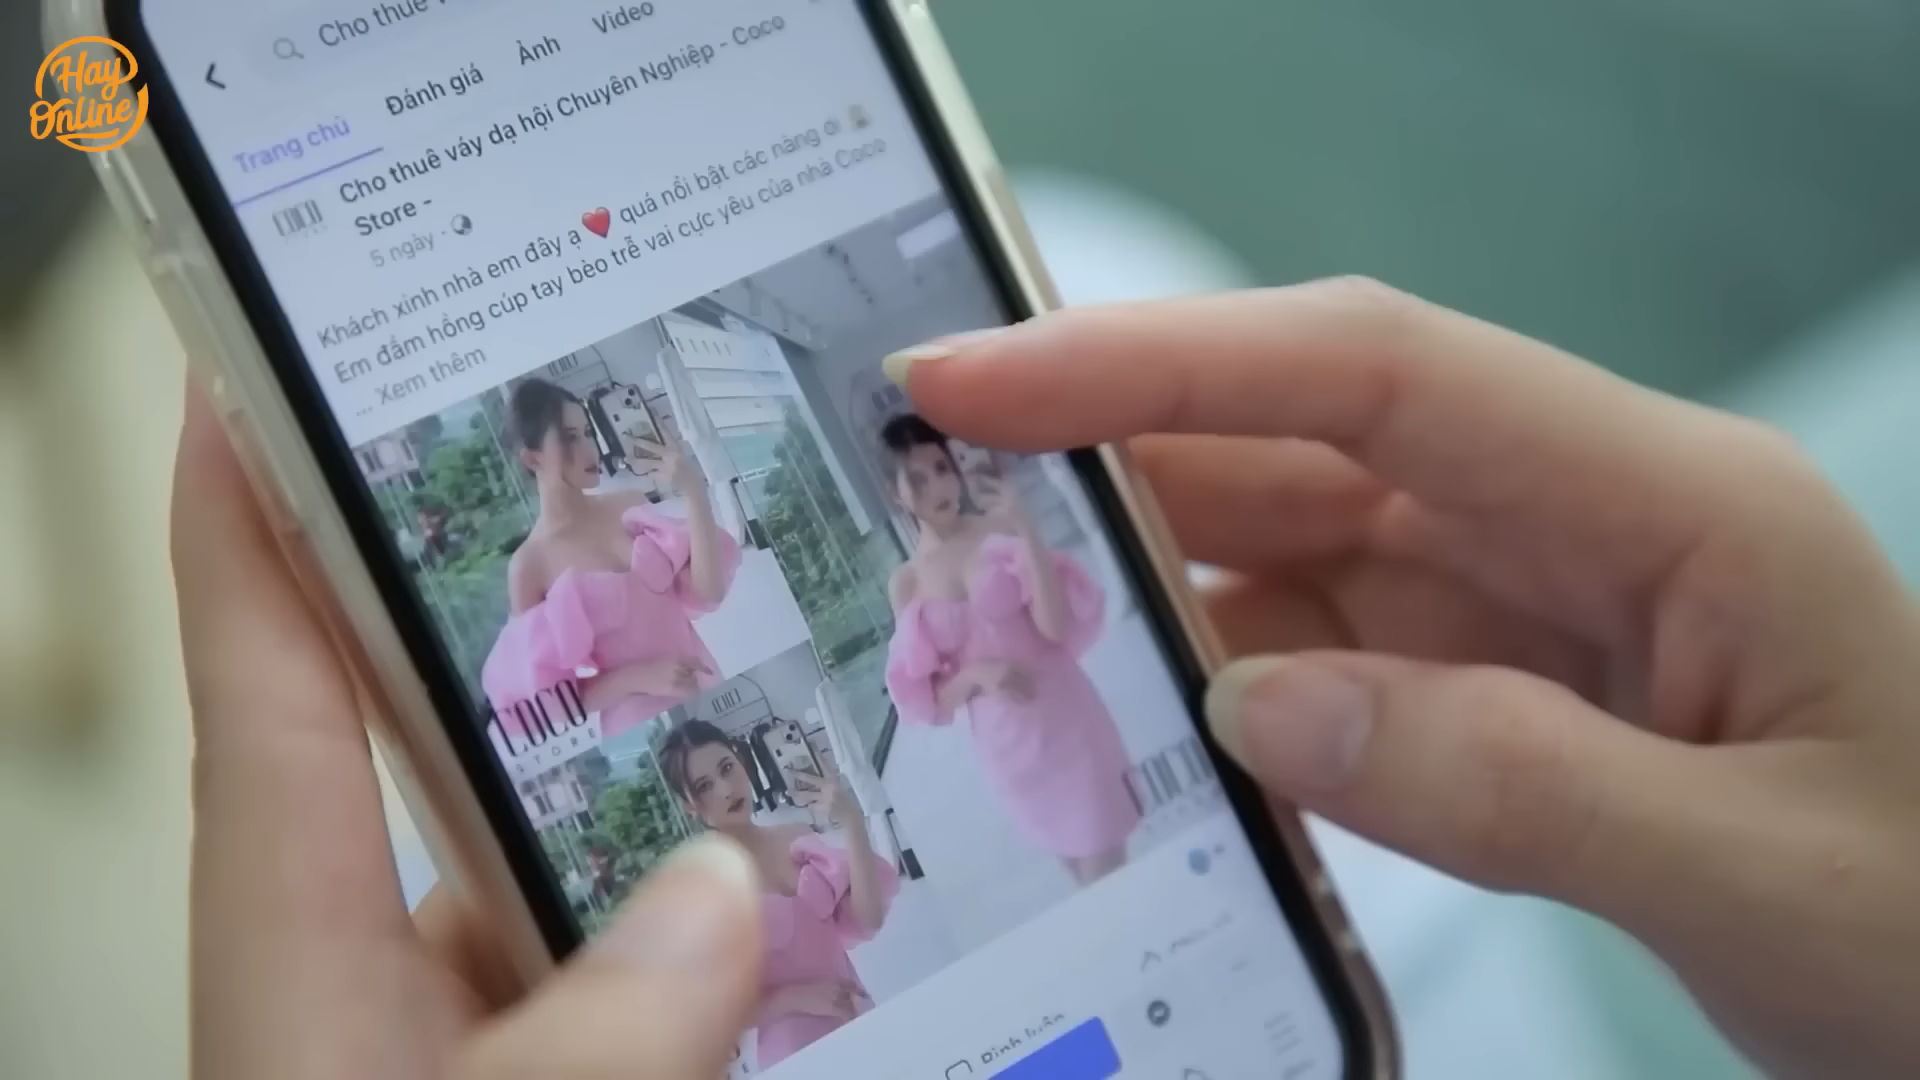 Hay
Online
Cho thuê
Trang chủ
Đánh giá
Ảnh
Video
Cho thuê váy dạ hội Chuyên Nghiệp - Coco
Store -
5 ngày
Khách xinh nhà em đây ạ❤️ quá nổi bật các nàng ơi
Em đầm hồng cúp tay bèo trễ vai cực yêu của nhà Coco
... Xem thêm
COCO
STORE
COCO
Bình luận